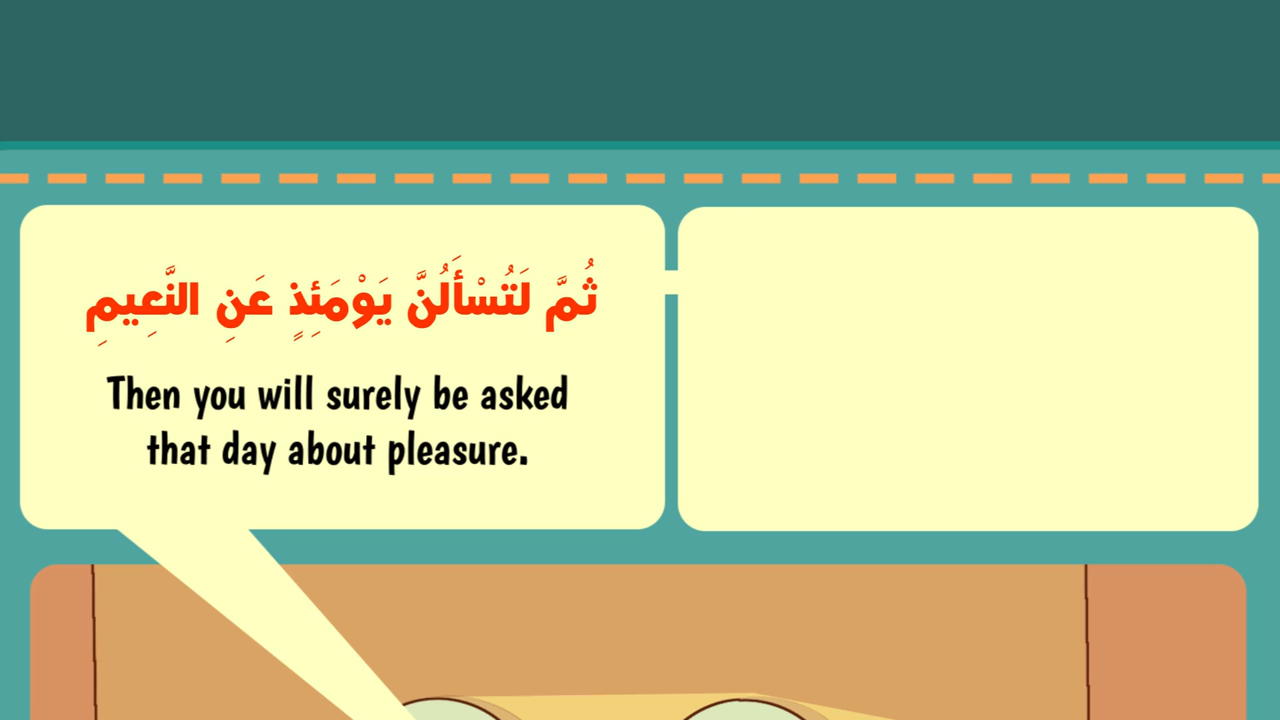 ثُمَّ لَتُسْأَلُنَّ يَوْمَئِذٍ عَنِ النَّعِيمِ
Then you will surely be asked
that day about pleasure.